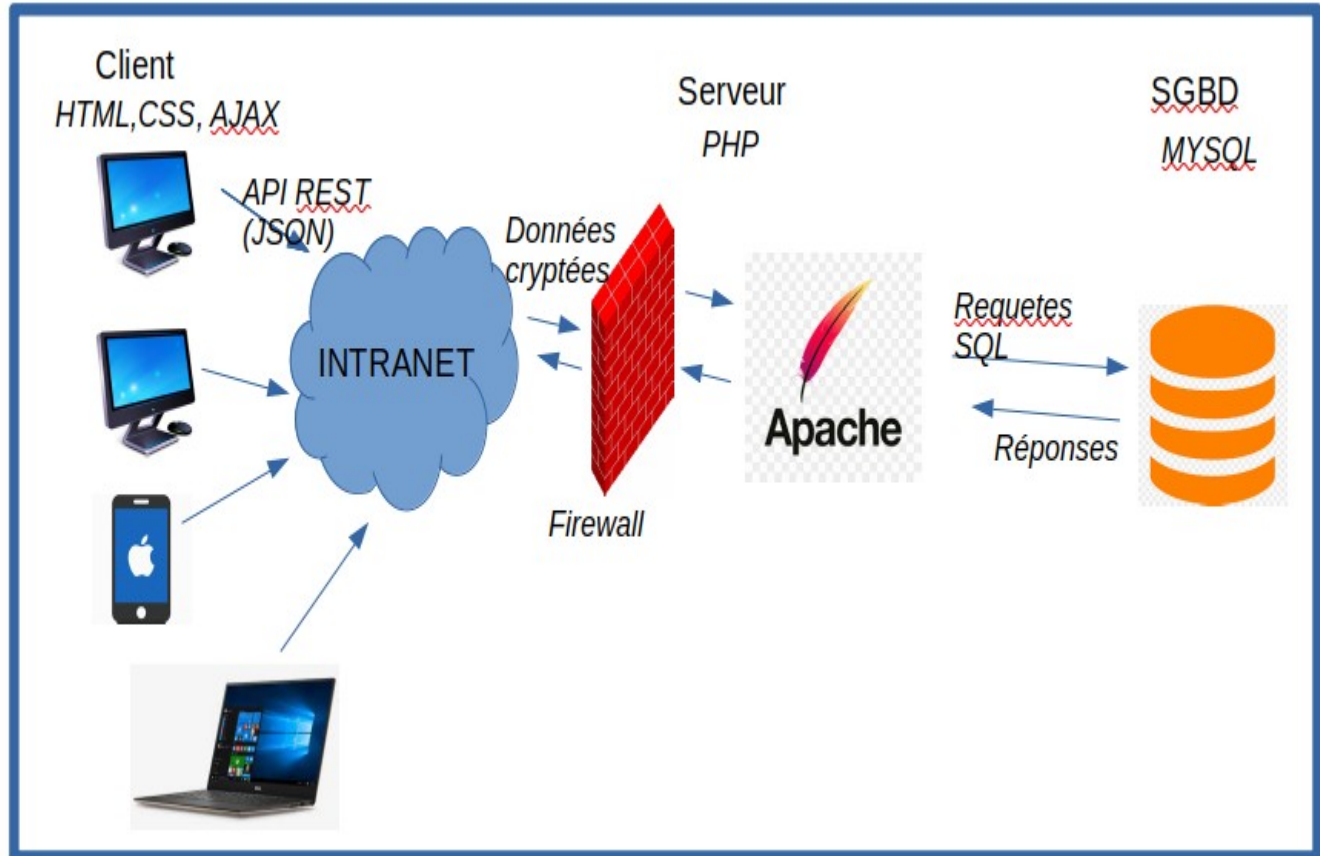 Client
HTML,CSS, AJAX
API REST
(JSON)
INTRANET
Données
cryptées
Firewall
Serveur
PHP
Apache
Requetes
SQL
Réponses
SGBD
MYSQL